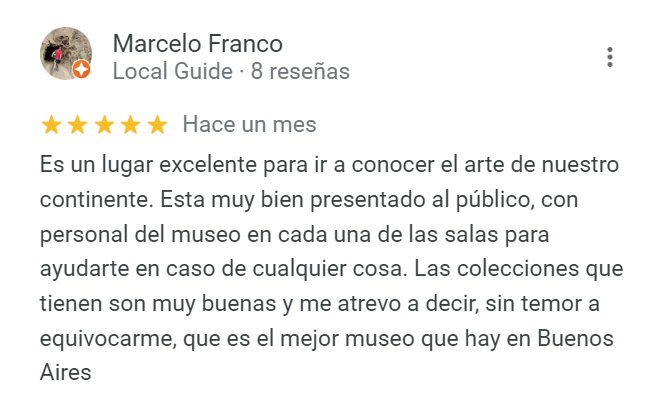 Marcelo Franco
Local Guide · 8 reseñas
Hace un mes
Es un lugar excelente para ir a conocer el arte de nuestro
continente. Esta muy bien presentado al público, con
personal del museo en cada una de las salas para
ayudarte en caso de cualquier cosa. Las colecciones que
tienen son muy buenas y me atrevo a decir, sin temor a
equivocarme, que es el mejor museo que hay en Buenos
Aires